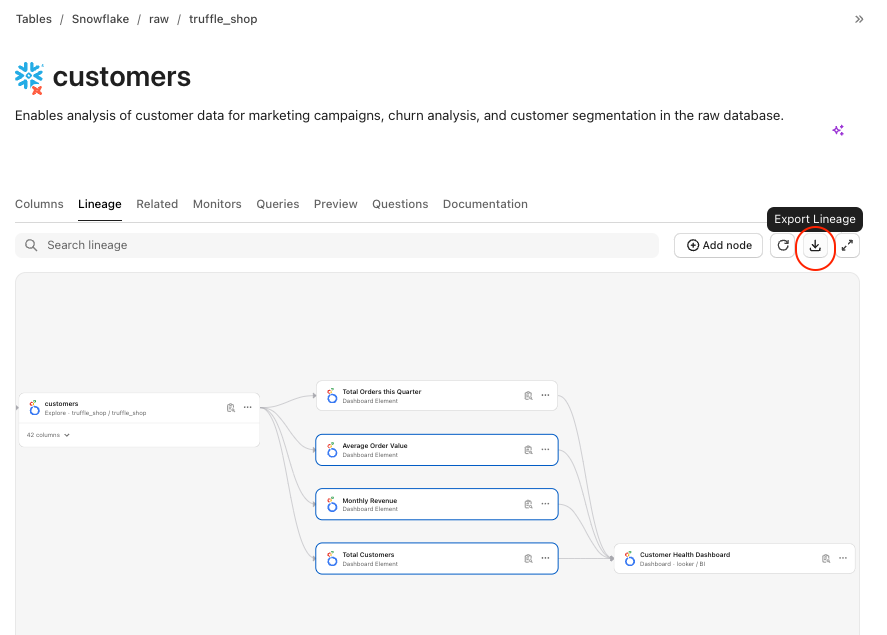 Tables / Snowflake / raw / truffle_shop
customers
Enables analysis of customer data for marketing campaigns, churn analysis, and customer segmentation in the raw database.
Columns Lineage Related Monitors Queries Preview Questions Documentation
Export Lineage
Search lineage
Add node
customers
Explore · truffle_shop / truffle_shop
42 columns
Total Orders this Quarter
Dashboard Element
Average Order Value
Dashboard Element
Monthly Revenue
Dashboard Element
Total Customers
Dashboard Element
Customer Health Dashboard
Dashboard · looker / BI